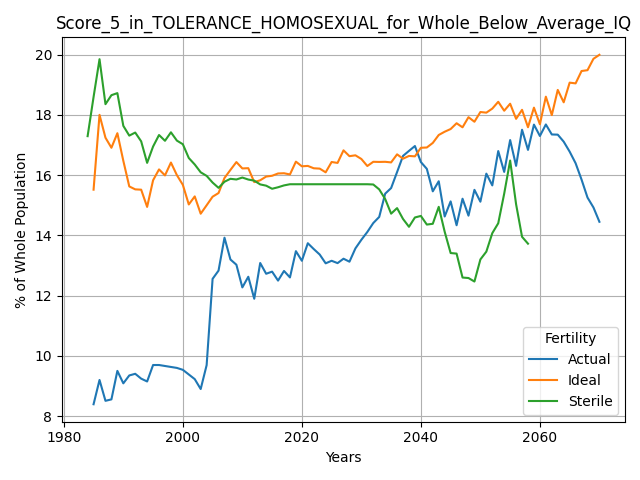 Score_5_in_TOLERANCE_HOMOSEXUAL_for_Whole_Below_Average_IQ
% of Whole Population
20
18
16
14
12
10
8
1980
2000
2020
2040
2060
Years
Fertility
Actual
Ideal
Sterile